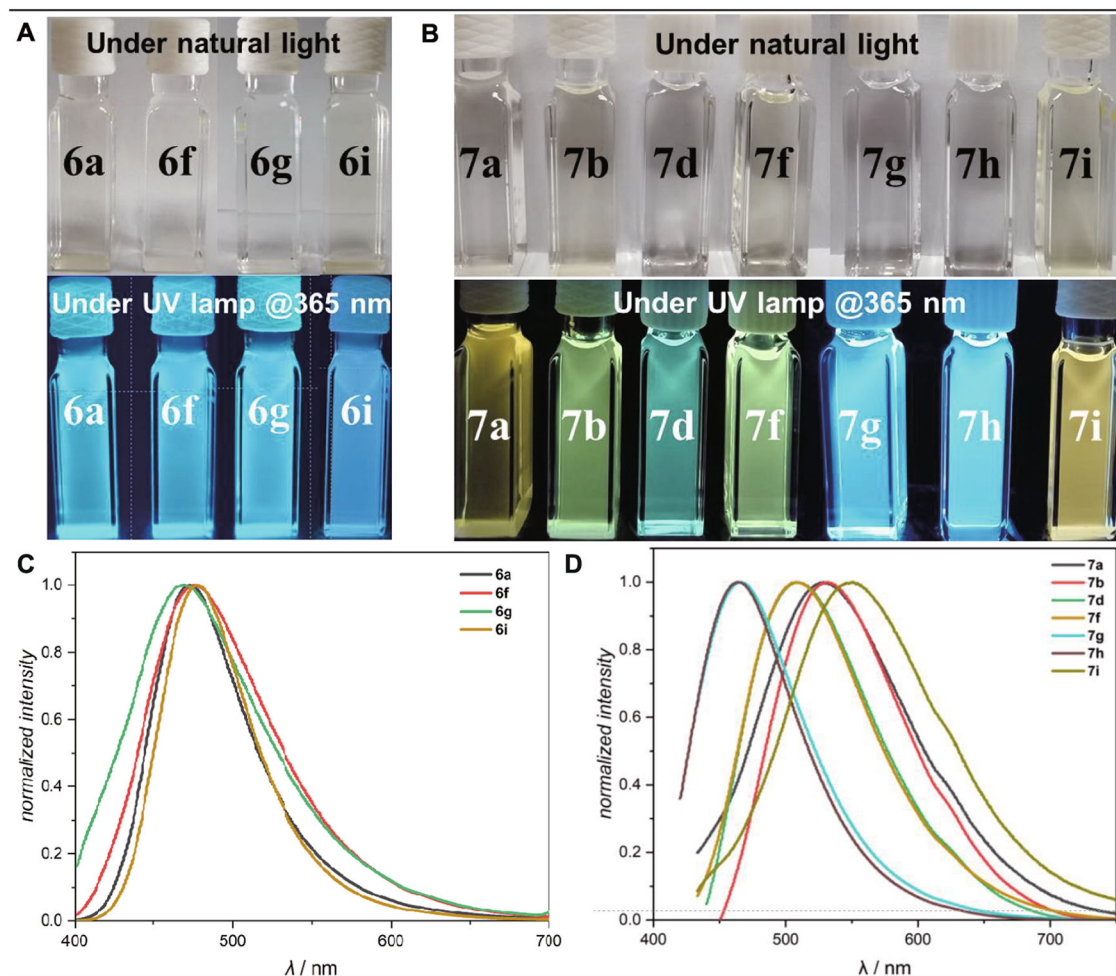 A
Under natural light
6a 6f 6g 6i
Under UV lamp @365 nm
6a 6f 6g 6i
B
Under natural light
7a 7b 7d 7f 7g 7h 7i
Under UV lamp @365 nm
7a 7b 7d 7f 7g 7h 7i
C
6a
6f
6g
6i
normalized intensity
1.0
0.8
0.6
0.4
0.2
0.0
400 500 600 700
λ / nm
D
7a
7b
7d
7f
7g
7h
7i
normalized intensity
1.0
0.8
0.6
0.4
0.2
0.0
400 500 600 700
λ / nm